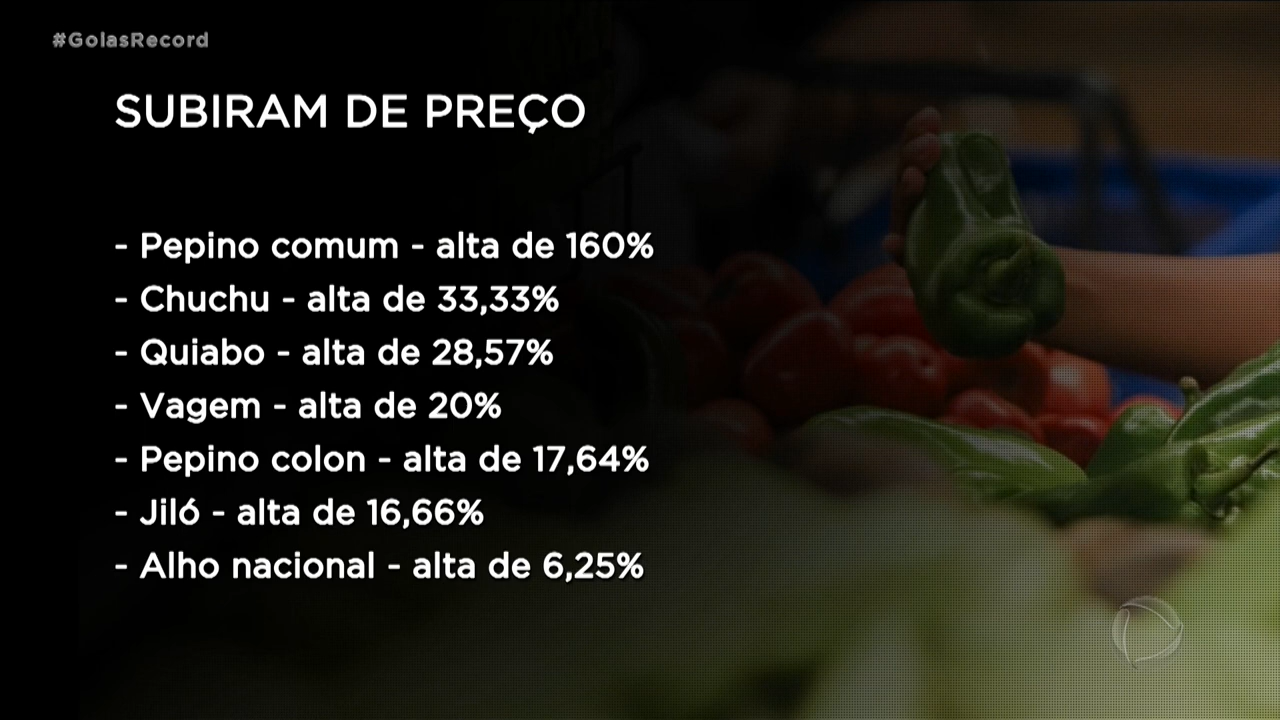 #GoiasRecord
SUBIRAM DE PREÇO
- Pepino comum - alta de 160%
- Chuchu - alta de 33,33%
- Quiabo - alta de 28,57%
- Vagem - alta de 20%
- Pepino colon - alta de 17,64%
- Jiló - alta de 16,66%
- Alho nacional - alta de 6,25%